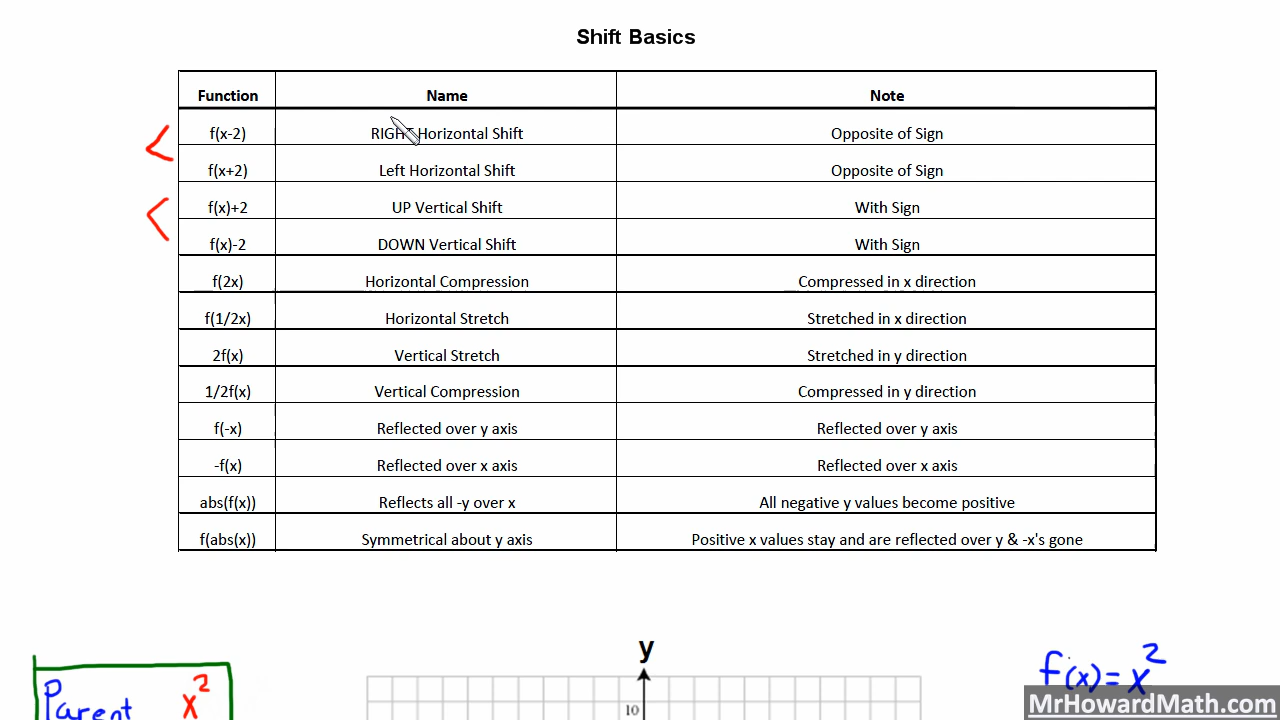 Shift Basics
Function Name Note
f(x-2) RIGHT Horizontal Shift Opposite of Sign
f(x+2) Left Horizontal Shift Opposite of Sign
f(x)+2 UP Vertical Shift With Sign
f(x)-2 DOWN Vertical Shift With Sign
f(2x) Horizontal Compression Compressed in x direction
f(1/2x) Horizontal Stretch Stretched in x direction
2f(x) Vertical Stretch Stretched in y direction
1/2f(x) Vertical Compression Compressed in y direction
f(-x) Reflected over y axis Reflected over y axis
-f(x) Reflected over x axis Reflected over x axis
abs(f(x)) Reflects all -y over x All negative y values become positive
f(abs(x)) Symmetrical about y axis Positive x values stay and are reflected over y & -x's gone
y
f(x) = x²
Parent x²
10
MrHowardMath.com